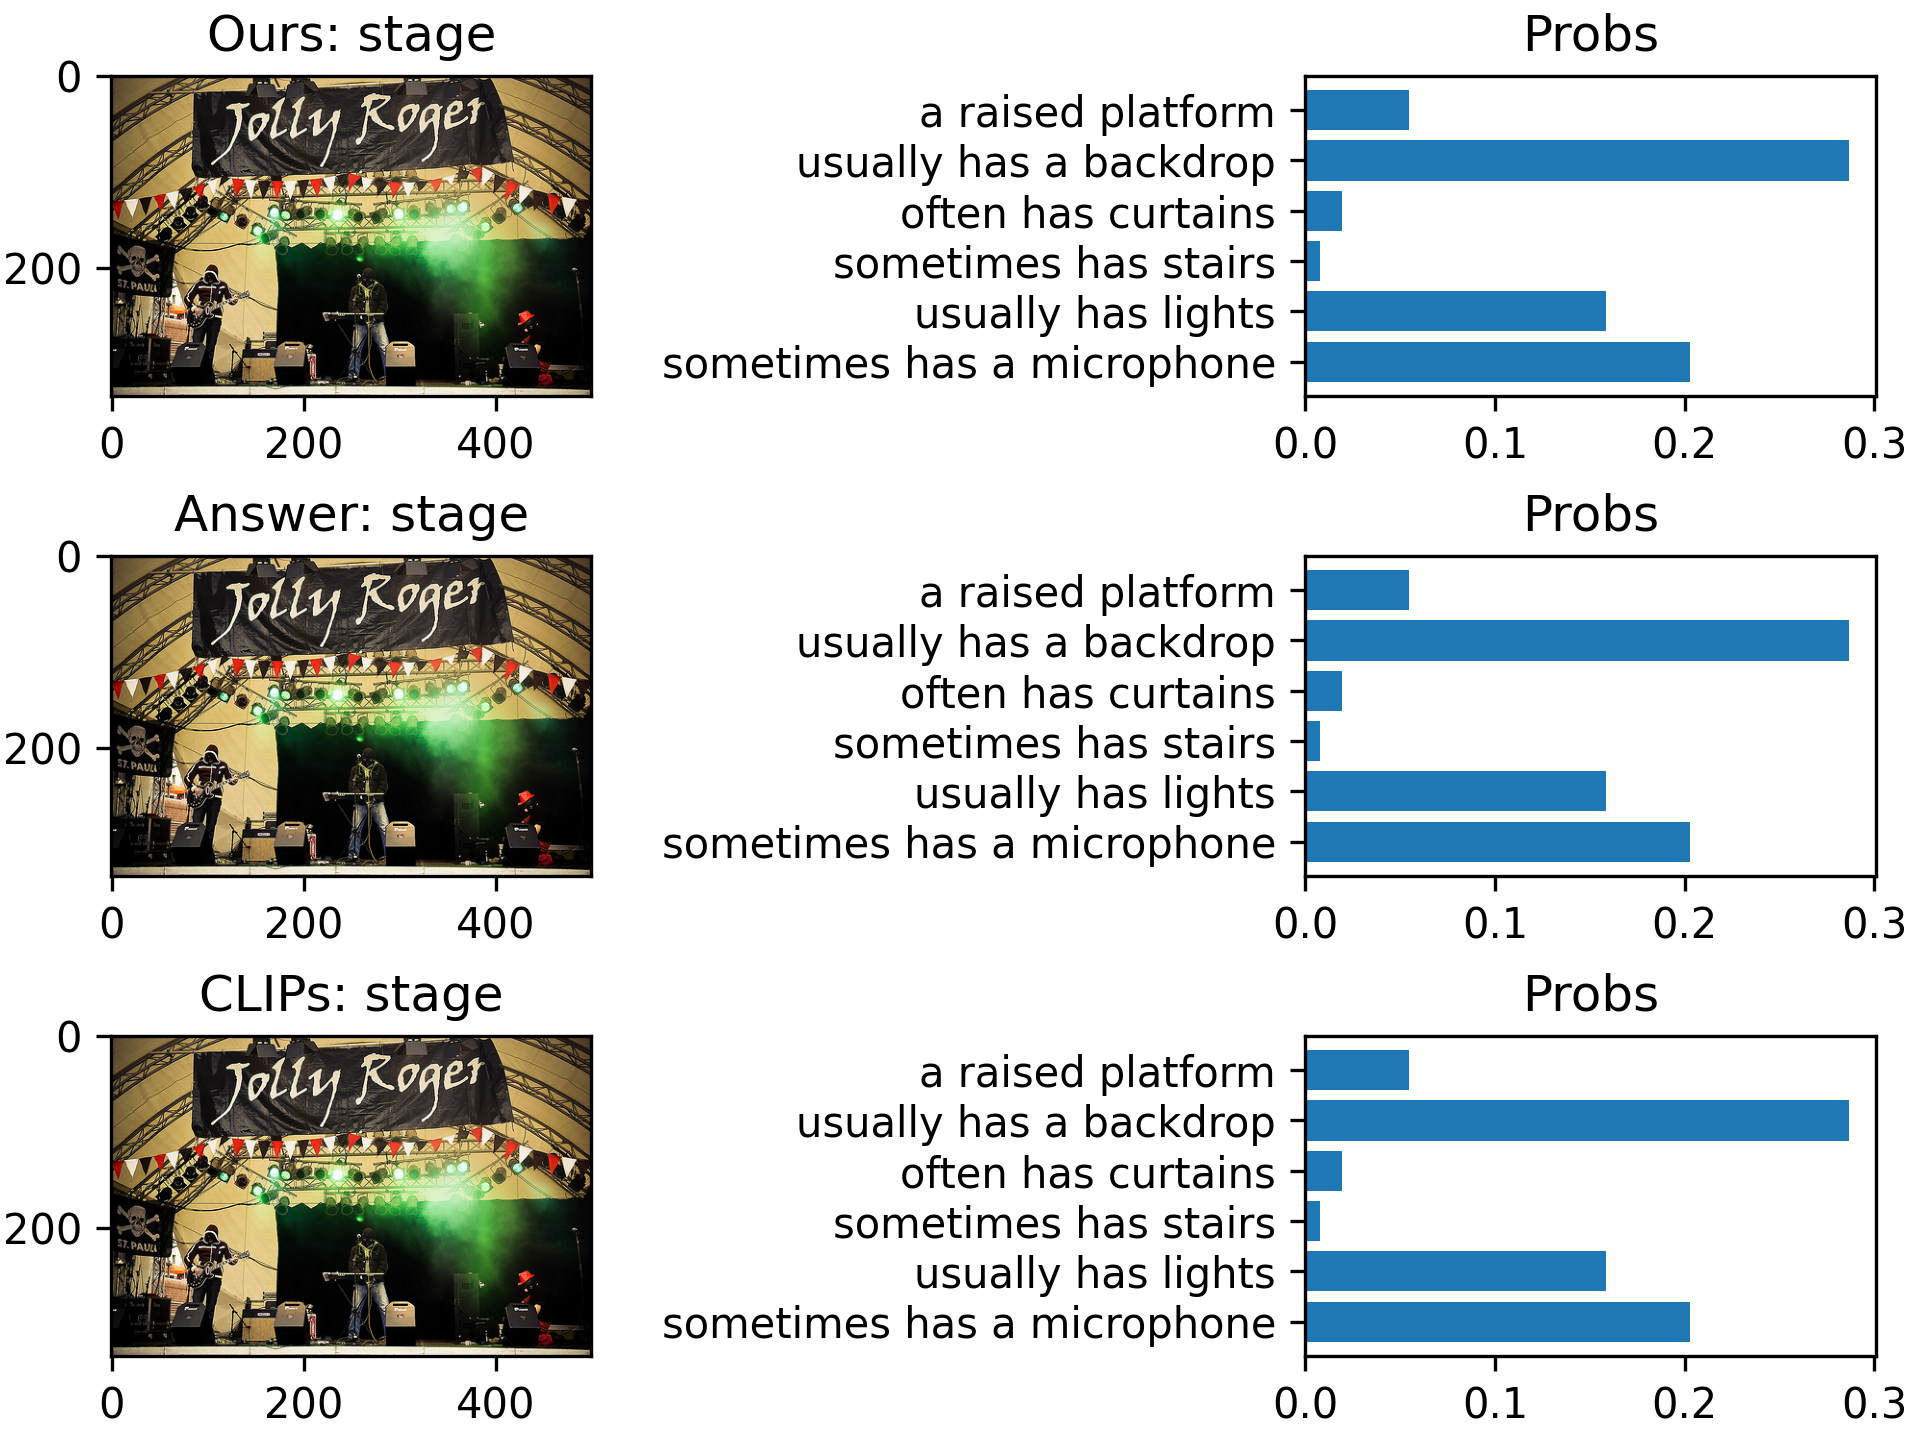 Ours: stage
Probs
0
200
0
200
400
Jolly Roger
ST. PAULI
a raised platform
usually has a backdrop
often has curtains
sometimes has stairs
usually has lights
sometimes has a microphone
0.0
0.1
0.2
0.3
Answer: stage
Probs
0
200
0
200
400
Jolly Roger
ST. PAULI
a raised platform
usually has a backdrop
often has curtains
sometimes has stairs
usually has lights
sometimes has a microphone
0.0
0.1
0.2
0.3
CLIPs: stage
Probs
0
200
0
200
400
Jolly Roger
ST. PAULI
a raised platform
usually has a backdrop
often has curtains
sometimes has stairs
usually has lights
sometimes has a microphone
0.0
0.1
0.2
0.3